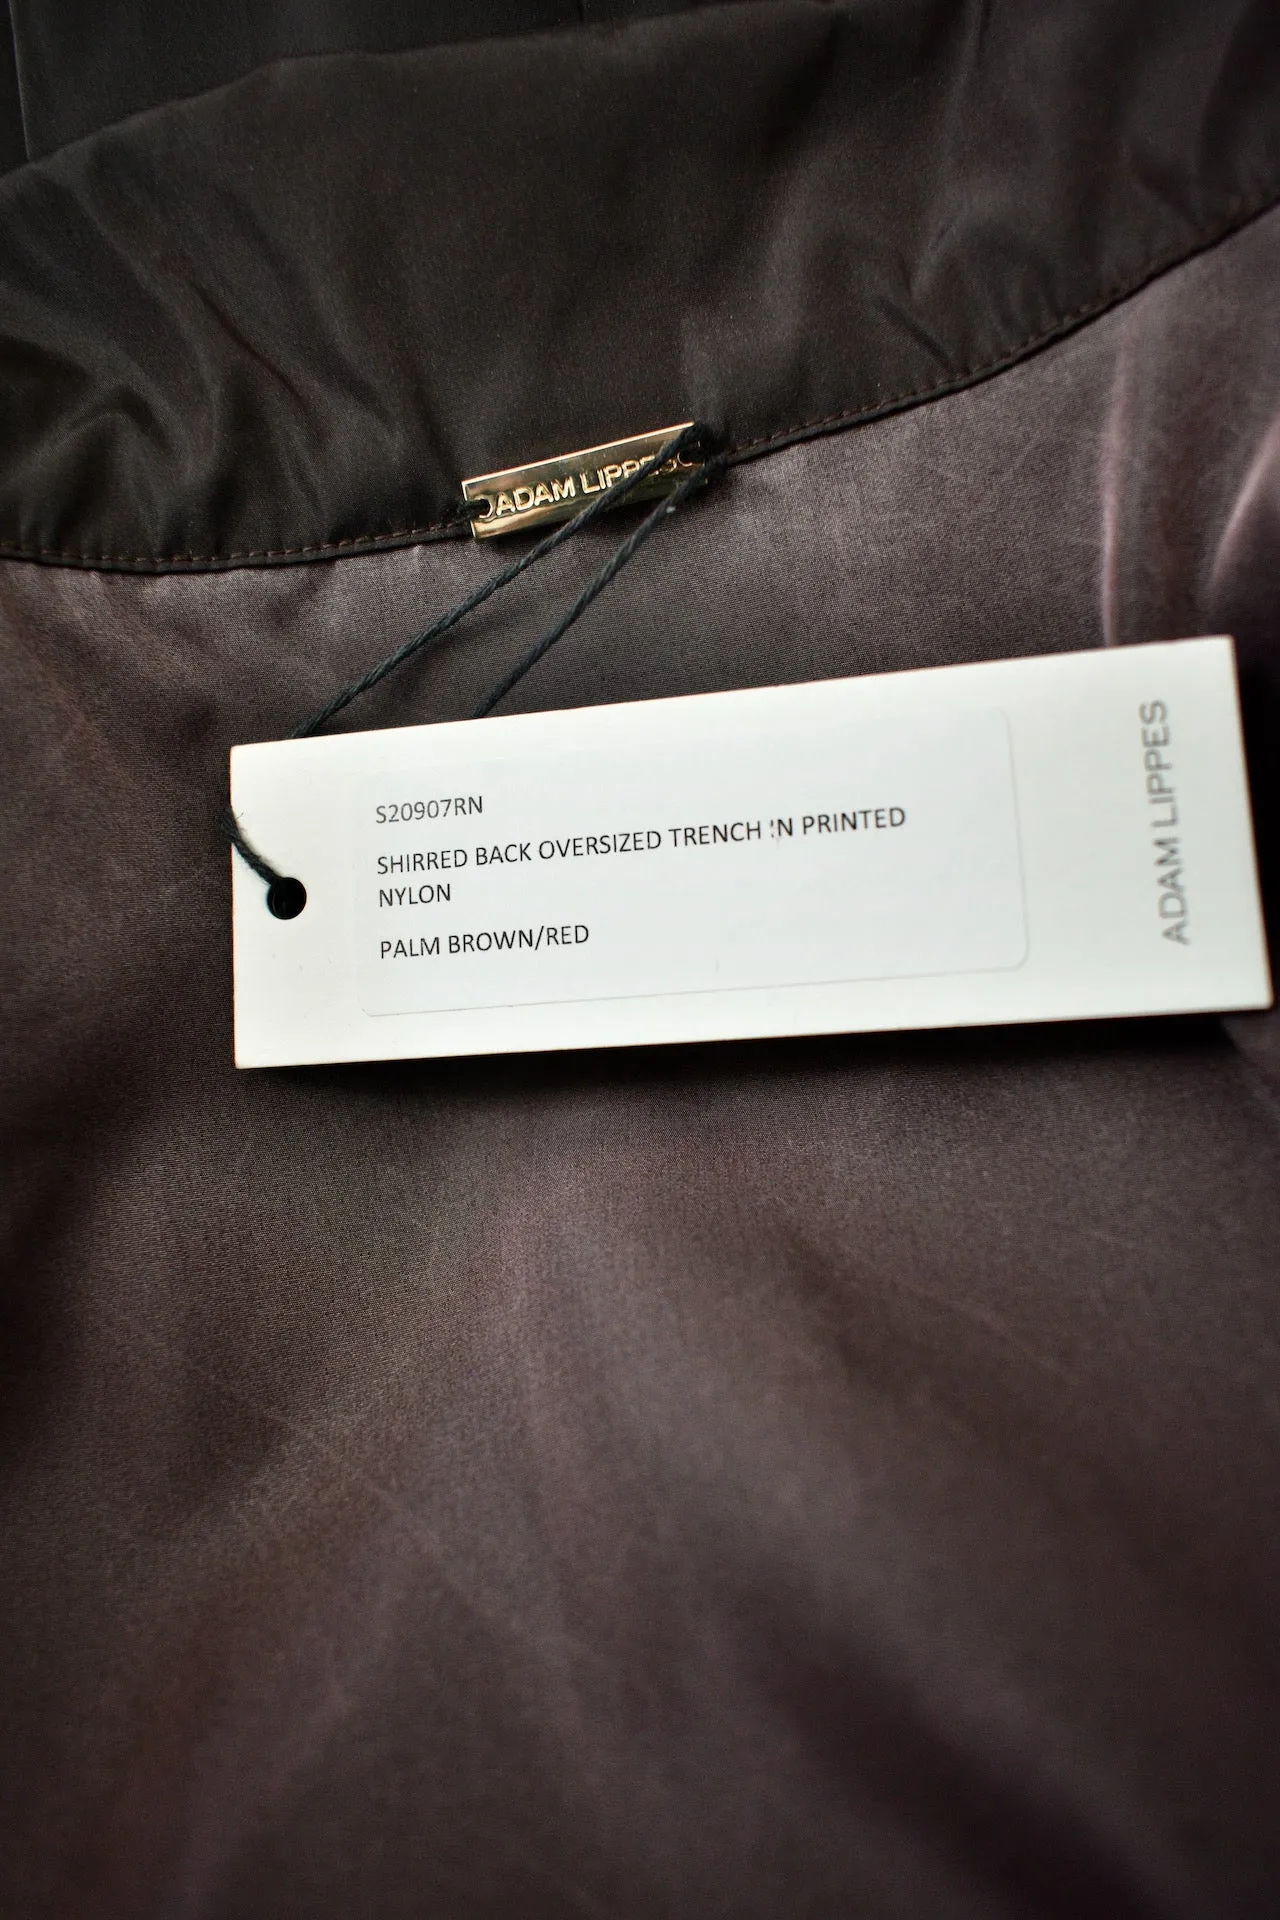 ADAM LIPPES
S20907RN
SHIRRED BACK OVERSIZED TRENCH IN PRINTED
NYLON
PALM BROWN/RED
ADAM LIPPES